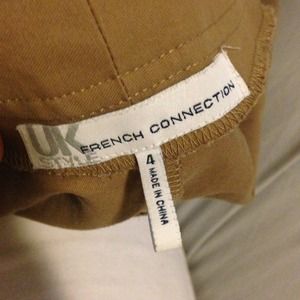 UK
STYLE
FRENCH CONNECTION
4
MADE IN
CHINA